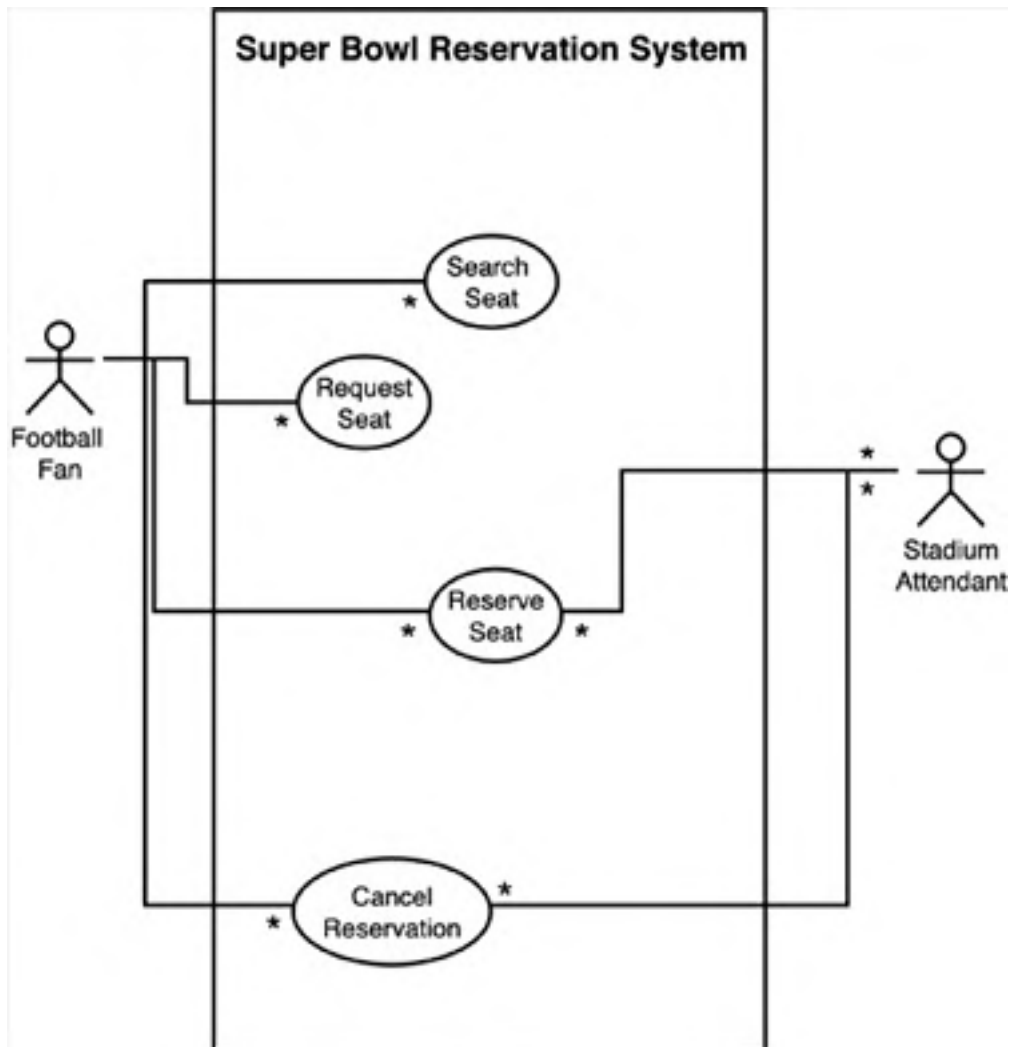 Super Bowl Reservation System
Search
Seat
*
Request
Seat
*
Football
Fan
*
*
Stadium
Attendant
Reserve
Seat
*
*
Cancel
Reservation
*
*